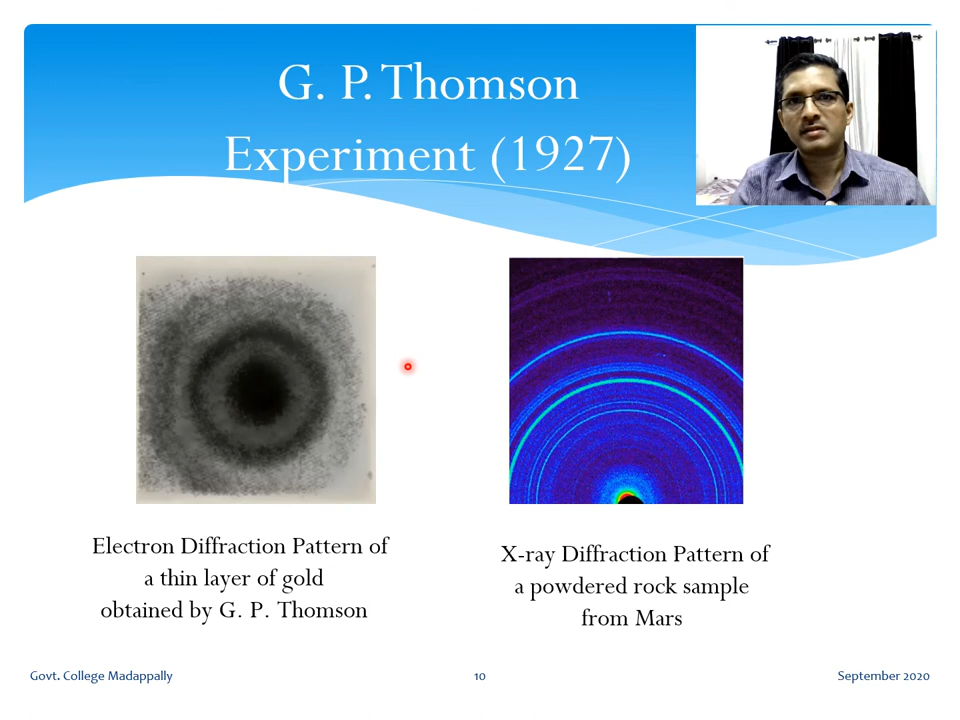 G. P. Thomson
Experiment (1927)
Electron Diffraction Pattern of
a thin layer of gold
obtained by G. P. Thomson
X-ray Diffraction Pattern of
a powdered rock sample
from Mars
Govt. College Madappally
10
September 2020